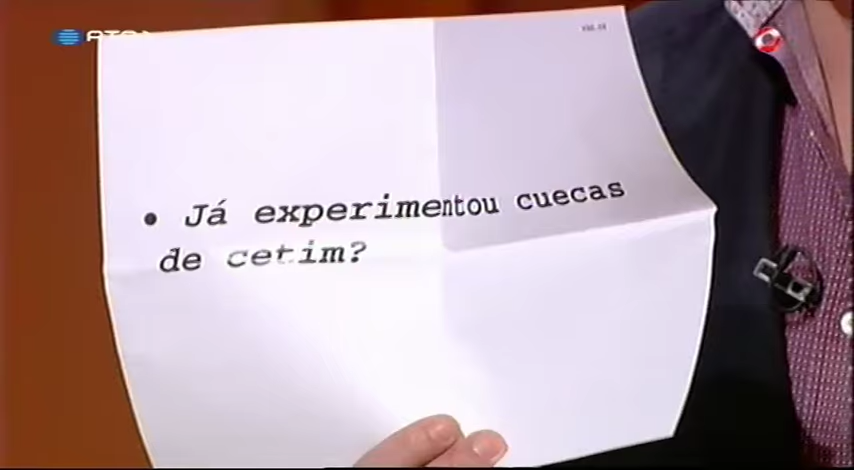 • Já experimentou cuecas
de cetim?